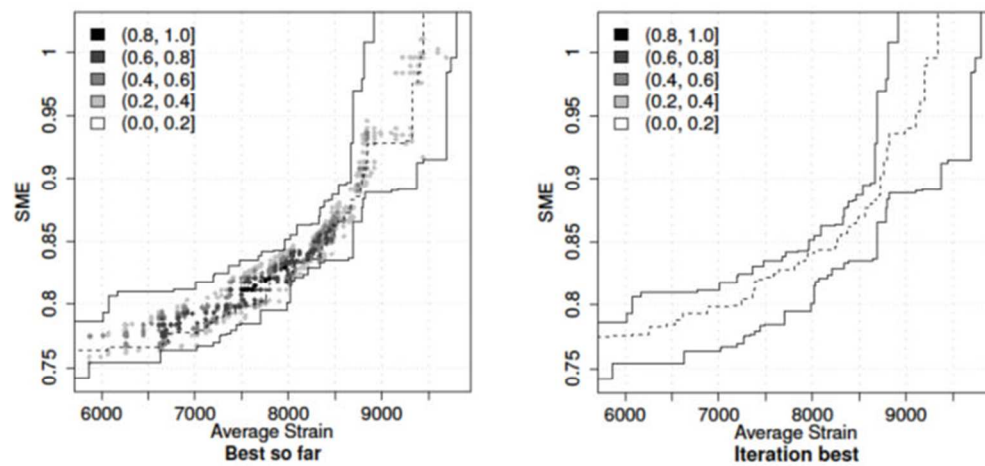 (0.8, 1.0]
(0.6, 0.8]
(0.4, 0.6]
(0.2, 0.4]
(0.0, 0.2]
SME
1
0.95
0.9
0.85
0.8
0.75
6000 7000 8000 9000
Average Strain
Best so far
(0.8, 1.0]
(0.6, 0.8]
(0.4, 0.6]
(0.2, 0.4]
(0.0, 0.2]
SME
1
0.95
0.9
0.85
0.8
0.75
6000 7000 8000 9000
Average Strain
Iteration best